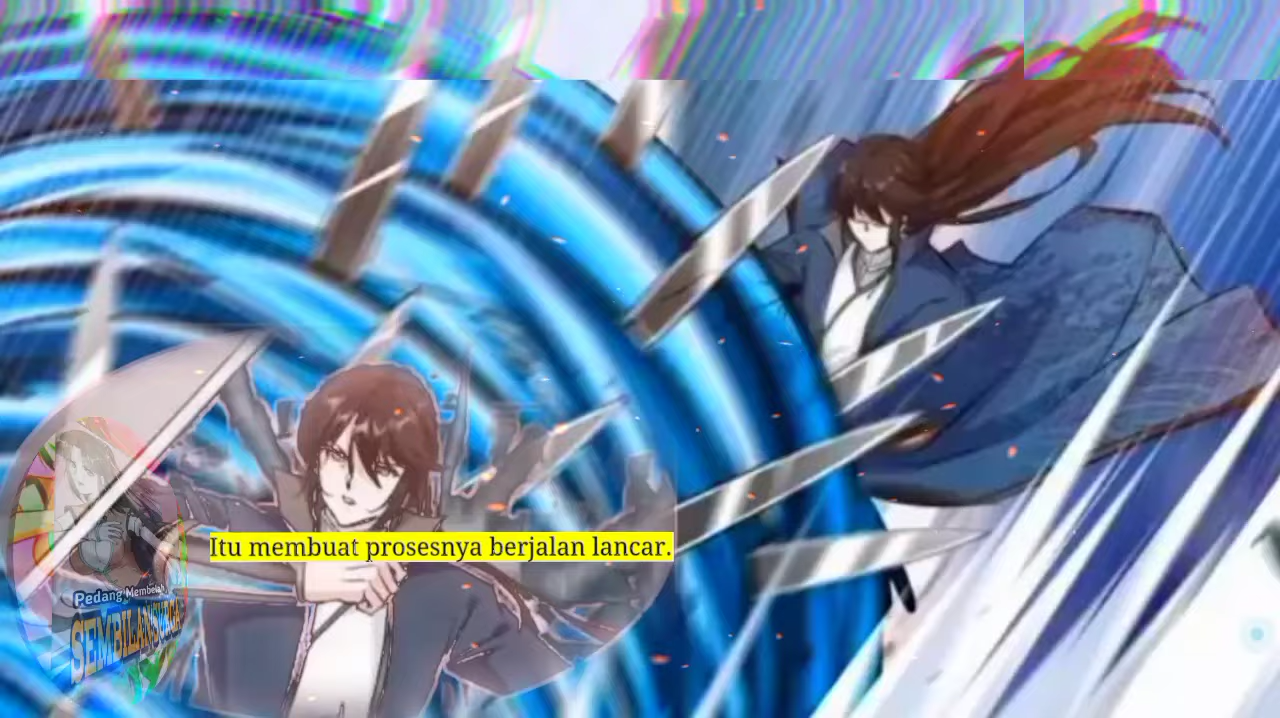 Itu membuat prosesnya berjalan lancar.
Pedang Membelah
SEMBILAN SURGA